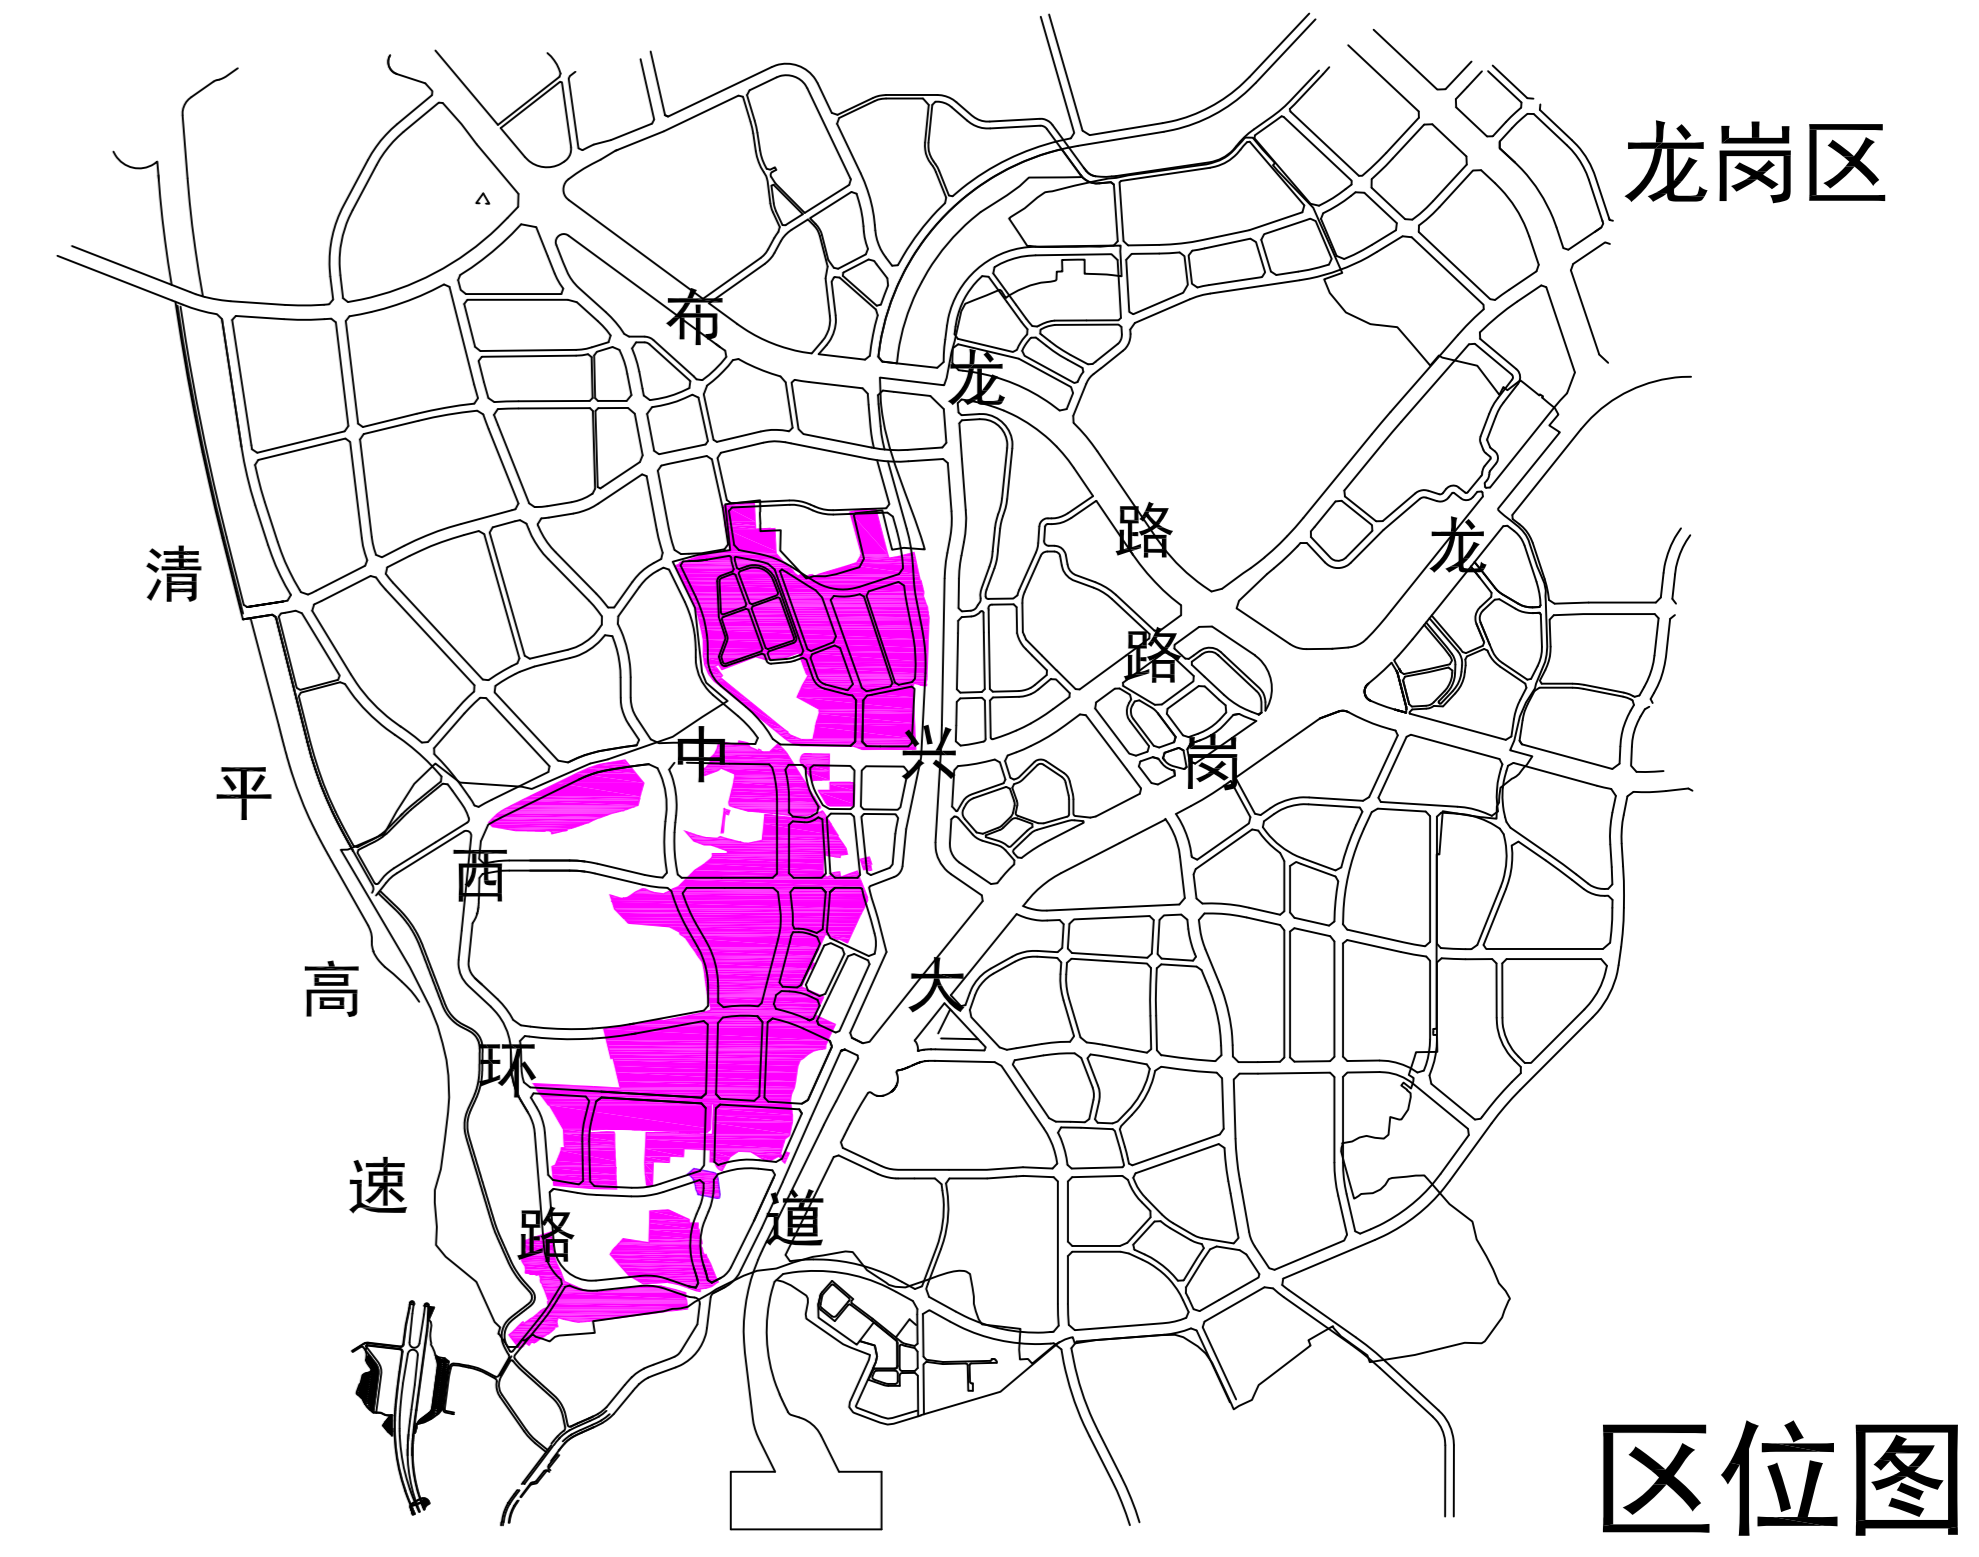 龙岗区
布龙路
清平高速
中兴路
龙岗大道
西环路
区位图